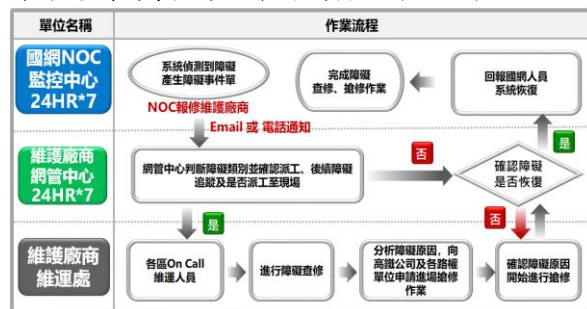 單位名稱
作業流程
國網NOC
監控中心
24HR*7
系統偵測到障礙
產生障礙事件單
完成障礙
查修、搶修作業
回報國網人員
系統恢復
NOC報修維護廠商
Email 或 電話通知
維護廠商
網管中心
24HR*7
網管中心判斷障礙類別並確認派工、後續障礙
追蹤及是否派工至現場
否
確認障礙
是否恢復
是
是
否
維護廠商
維運處
各區On Call
維運人員
進行障礙查修
分析障礙原因，向
高鐵公司及各路權
單位申請進場搶修
作業
確認障礙原因
開始進行搶修